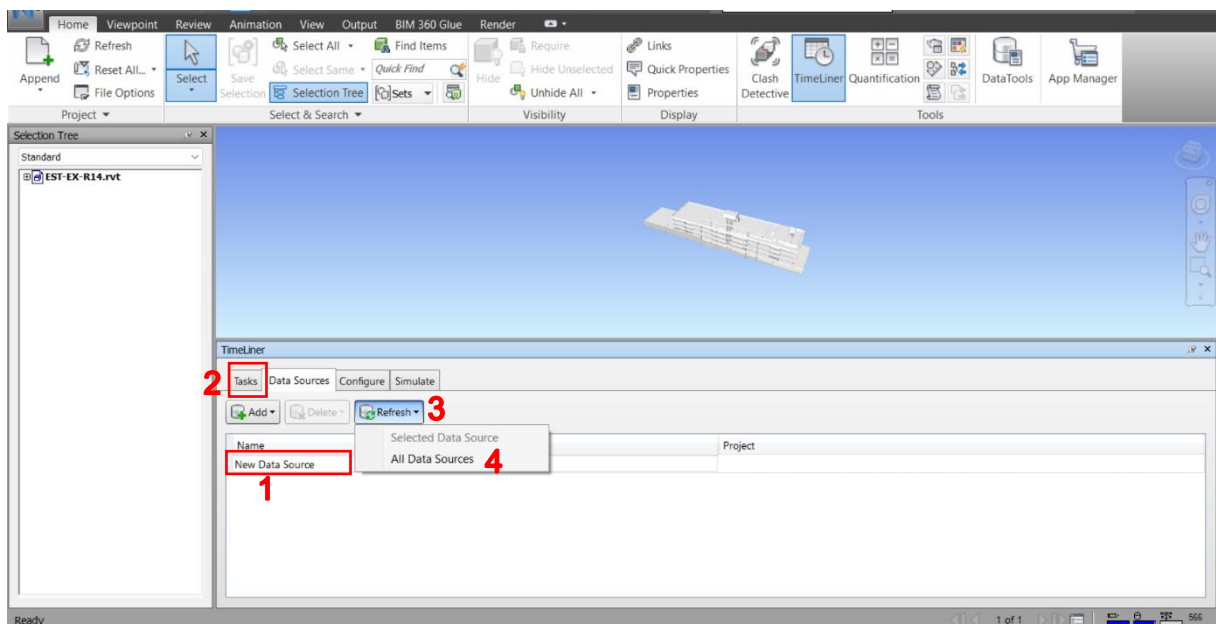 Home Viewpoint Review Animation View Output BIM 360 Glue Render
Append
Refresh
Reset All...
File Options
Project
Select
Save
Selection
Select All
Select Same
Selection Tree
Find Items
Quick Find
Sets
Select & Search
Hide
Require
Hide Unselected
Unhide All
Visibility
Links
Quick Properties
Properties
Display
Clash
Detective
TimeLiner
Quantification
DataTools
App Manager
Tools
Selection Tree
Standard
EST-EX-R14.rvt
TimeLiner
2 Tasks Data Sources Configure Simulate
Add Delete Refresh 3
Selected Data Source
All Data Sources 4
Name Project
New Data Source
1
Ready 1 of 1 566